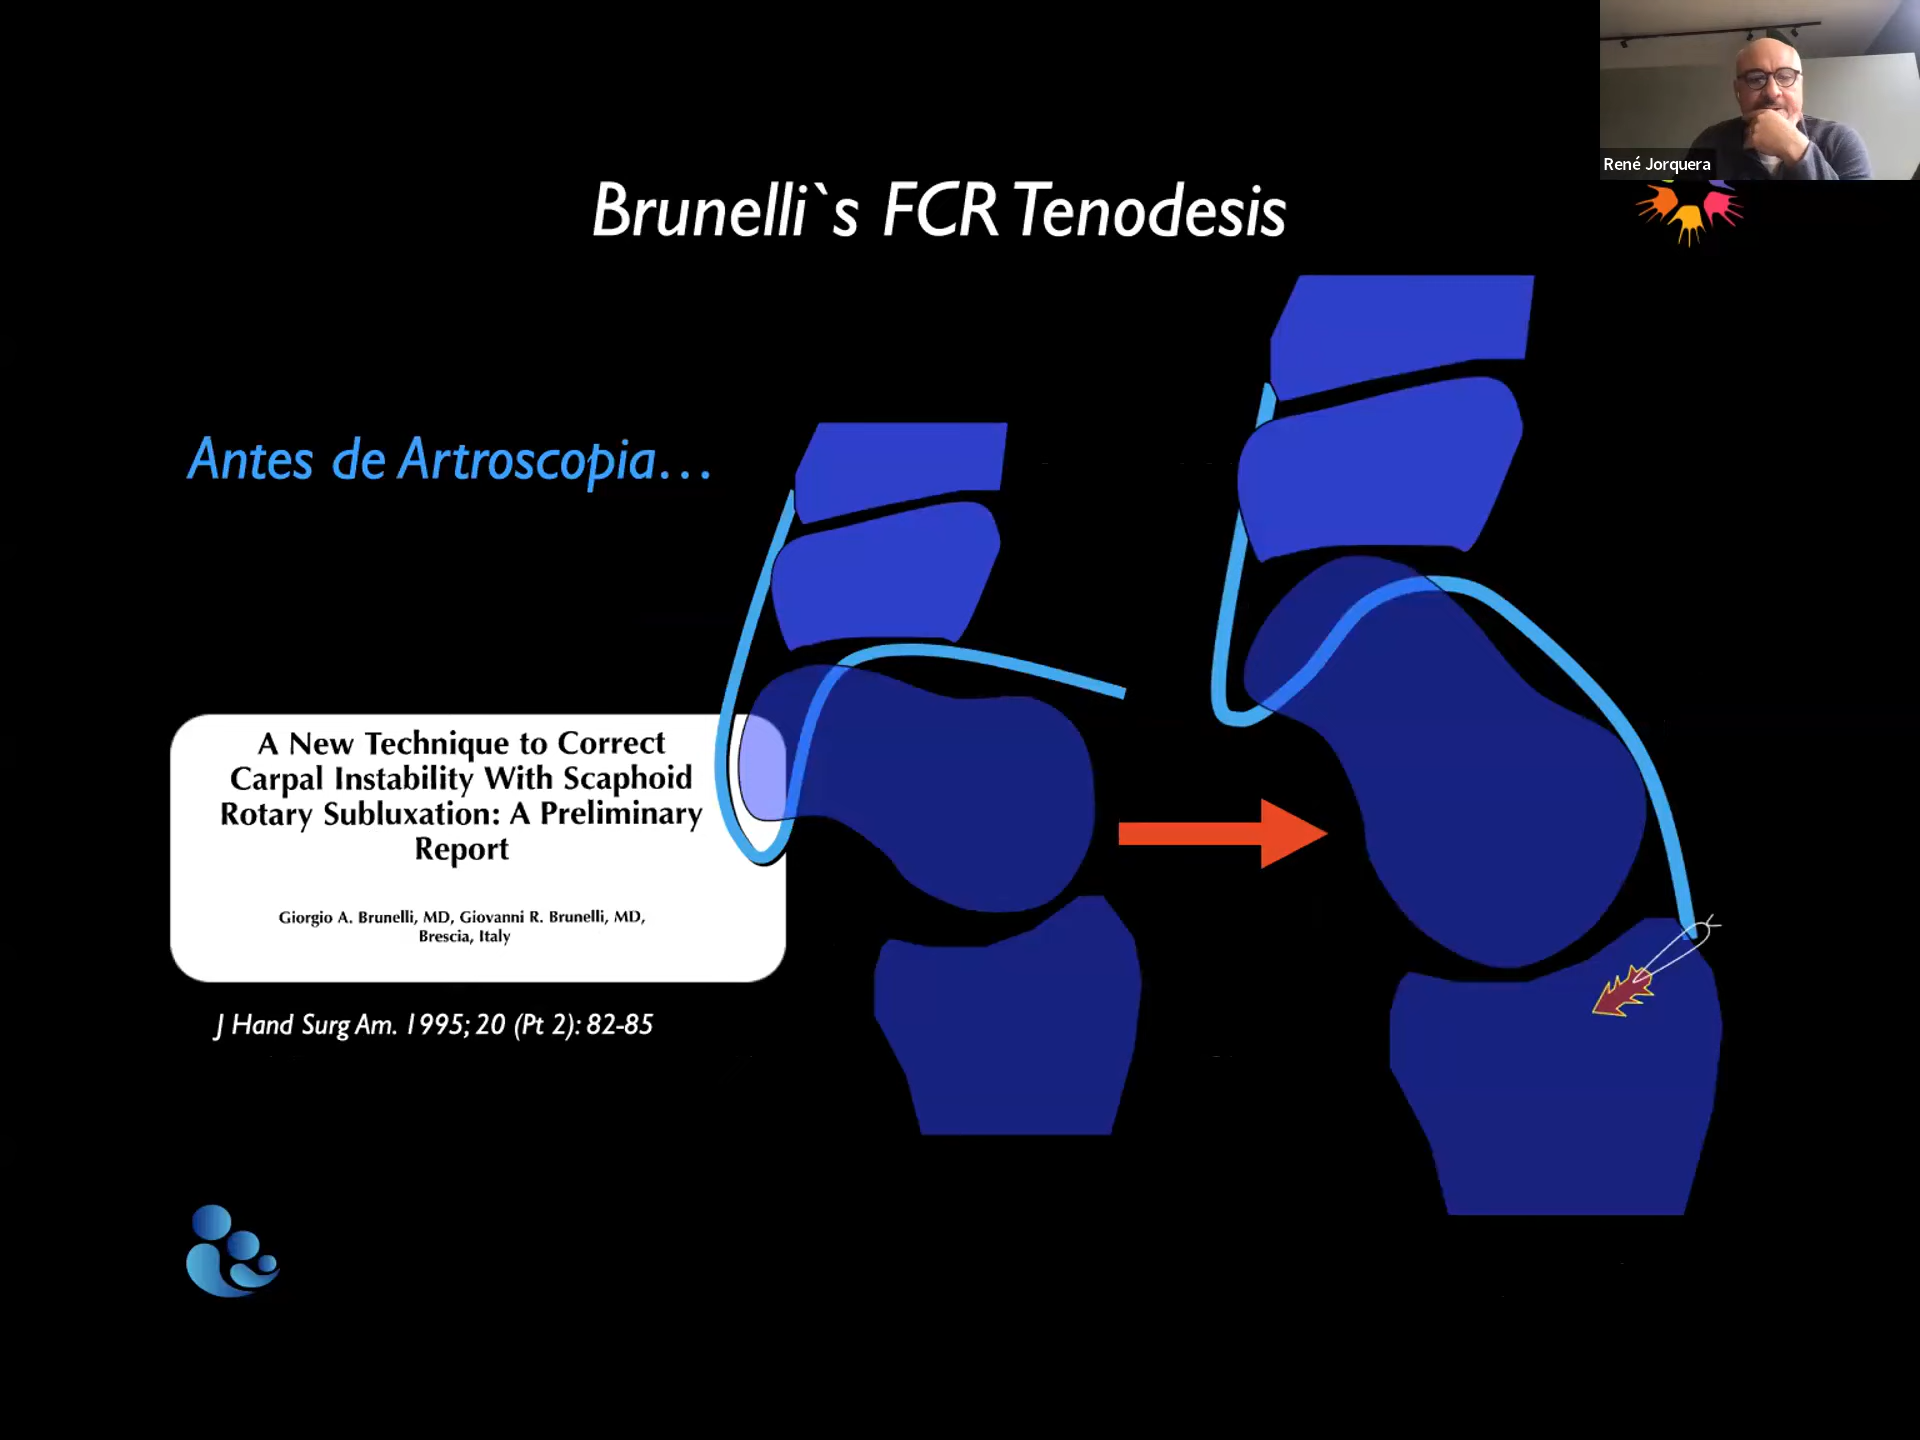 René Jorquera
Brunelli`s FCR Tenodesis
Antes de Artroscopia…
A New Technique to Correct
Carpal Instability With Scaphoid
Rotary Subluxation: A Preliminary
Report
Giorgio A. Brunelli, MD, Giovanni R. Brunelli, MD,
Brescia, Italy
J Hand Surg Am. 1995; 20 (Pt 2): 82-85